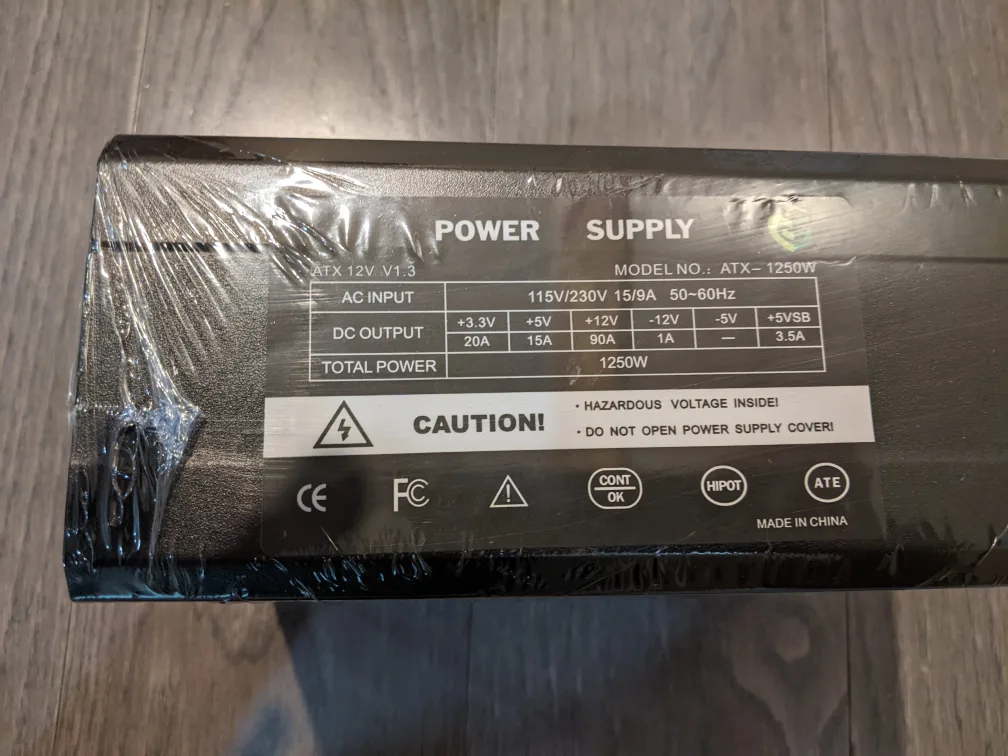 POWER SUPPLY
ATX 12V V1.3 MODEL NO.: ATX- 1250W
AC INPUT 115V/230V 15/9A 50~60Hz
DC OUTPUT +3.3V +5V +12V -12V -5V +5VSB
20A 15A 90A 1A — 3.5A
TOTAL POWER 1250W
CAUTION!
· HAZARDOUS VOLTAGE INSIDE!
· DO NOT OPEN POWER SUPPLY COVER!
CE FC CONT OK HIPOT ATE
MADE IN CHINA